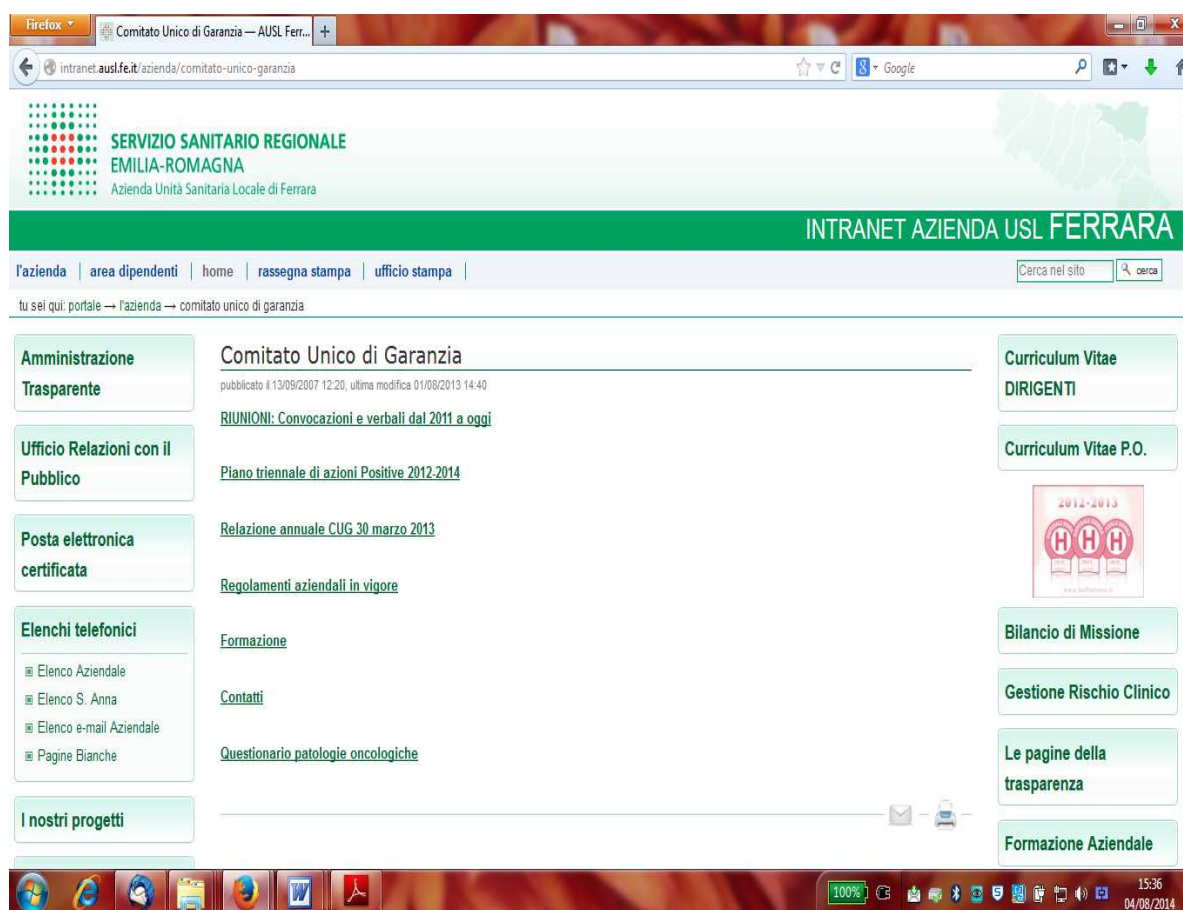 Firefox
Comitato Unico di Garanzia — AUSL Ferr...
intranet.ausl.fe.it/azienda/comitato-unico-garanzia
Google
SERVIZIO SANITARIO REGIONALE
EMILIA-ROMAGNA
Azienda Unità Sanitaria Locale di Ferrara
INTRANET AZIENDA USL FERRARA
l'azienda | area dipendenti | home | rassegna stampa | ufficio stampa |
Cerca nel sito
cerca
tu sei qui: portale → l'azienda → comitato unico di garanzia
Amministrazione
Trasparente
Ufficio Relazioni con il
Pubblico
Posta elettronica
certificata
Elenchi telefonici
Elenco Aziendale
Elenco S. Anna
Elenco e-mail Aziendale
Pagine Bianche
I nostri progetti
Comitato Unico di Garanzia
pubblicato il 13/09/2007 12:20, ultima modifica 01/08/2013 14:40
RIUNIONI: Convocazioni e verbali dal 2011 a oggi
Piano triennale di azioni Positive 2012-2014
Relazione annuale CUG 30 marzo 2013
Regolamenti aziendali in vigore
Formazione
Contatti
Questionario patologie oncologiche
Curriculum Vitae
DIRIGENTI
Curriculum Vitae P.O.
2012-2013
H H H
Bilancio di Missione
Gestione Rischio Clinico
Le pagine della
trasparenza
Formazione Aziendale
100%
15:36
04/08/2014